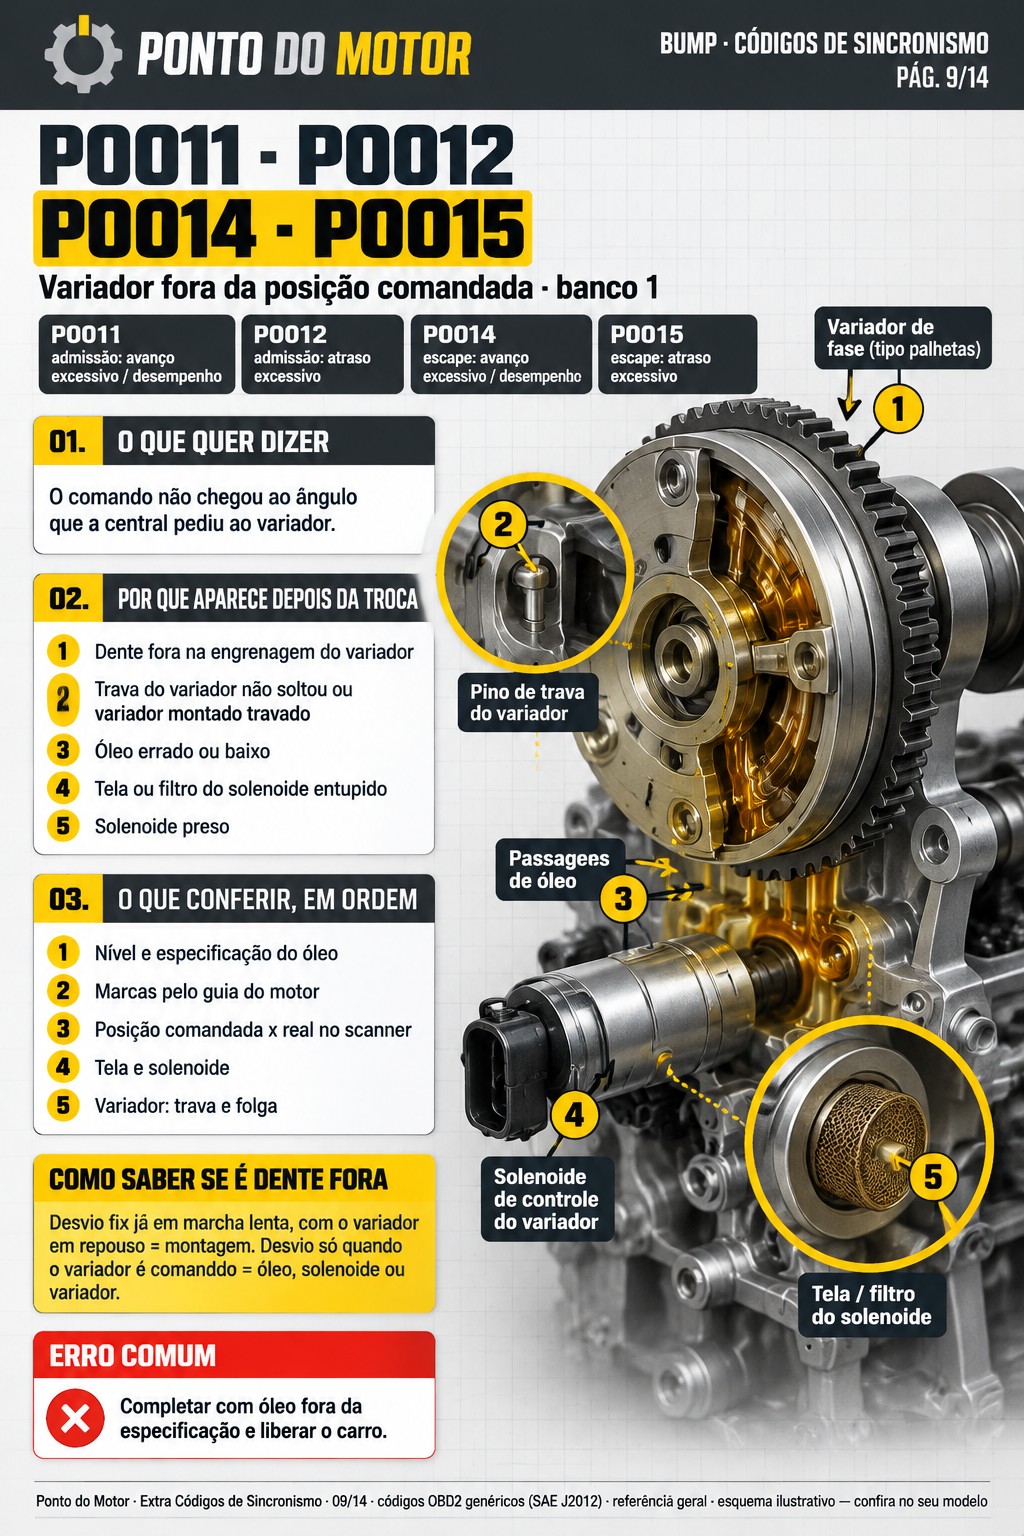 PONTO DO MOTOR
BUMP · CÓDIGOS DE SINCRONISMO
PÁG. 9/14
P0011 · P0012
P0014 · P0015
Variador fora da posição comandada · banco 1
P0011
admissão: avanço
excessivo / desempenho
P0012
admissão: atraso
excessivo
P0014
escape: avanço
excessivo / desempenho
P0015
escape: atraso
excessivo
Variador de
fase (tipo palhetas)
1
01. O QUE QUER DIZER
O comando não chegou ao ângulo
que a central pediu ao variador.
2
Pino de trava
do variador
02. POR QUE APARECE DEPOIS DA TROCA
1 Dente fora na engrenagem do variador
2 Trava do variador não soltou ou
variador montado travado
3 Óleo errado ou baixo
4 Tela ou filtro do solenoide entupido
5 Solenoide preso
Passagees
de óleo
3
03. O QUE CONFERIR, EM ORDEM
1 Nível e especificação do óleo
2 Marcas pelo guia do motor
3 Posição comandada x real no scanner
4 Tela e solenoide
5 Variador: trava e folga
4
Solenoide
de controle
do variador
5
Tela / filtro
do solenoide
COMO SABER SE É DENTE FORA
Desvio fix jã em marcha lenta, com o variador
em repouso = montagem. Desvio só quando
o variador é comanddo = óleo, solenoide ou
variador.
ERRO COMUM
Completar com óleo fora da
especificação e liberar o carro.
Ponto do Motor · Extra Códigos de Sincronismo · 09/14 · códigos OBD2 genéricos (SAE J2012) · referência geral · esquema ilustrativo — confira no seu modelo